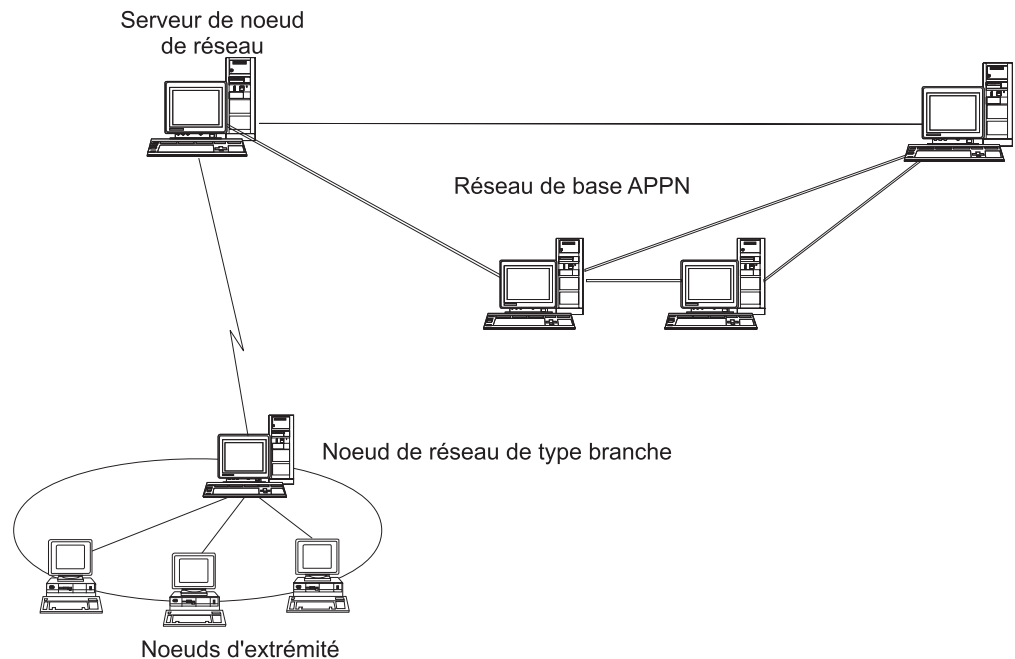 Serveur de noeud
de réseau
Réseau de base APPN
Noeud de réseau de type branche
Noeuds d'extrémité